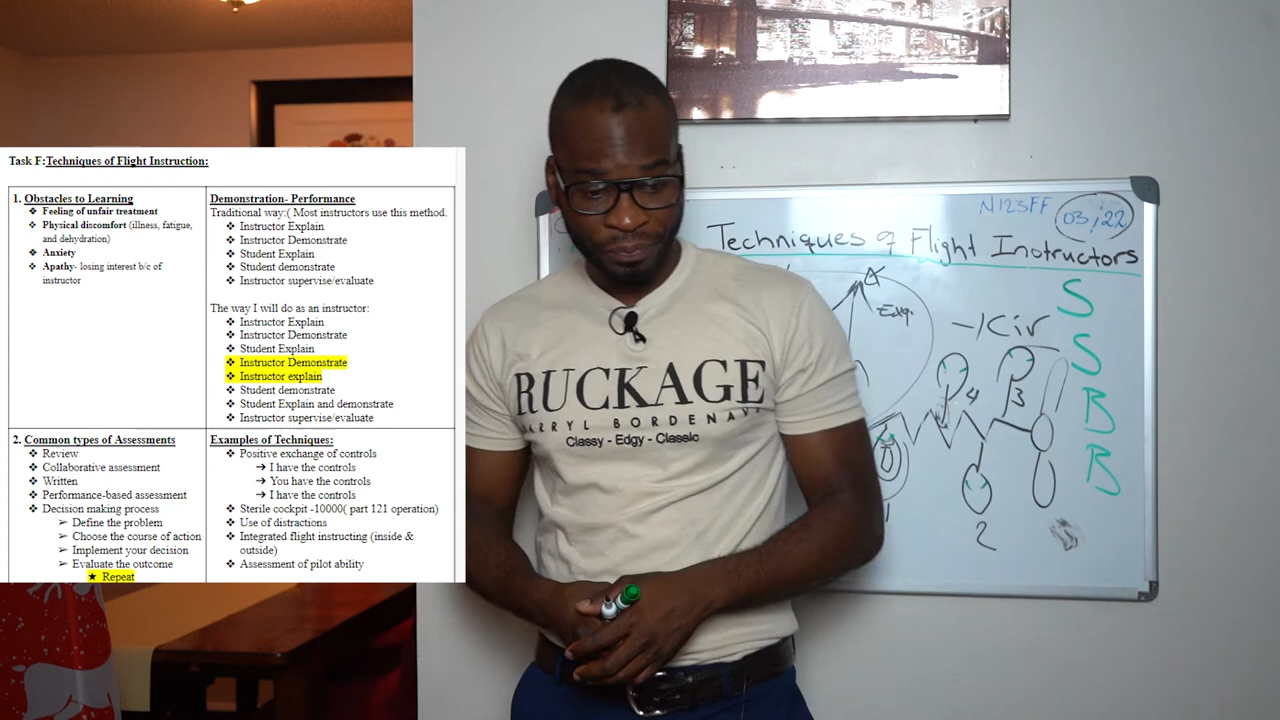 Task F:Techniques of Flight Instruction:
1. Obstacles to Learning
❖ Feeling of unfair treatment
❖ Physical discomfort (illness, fatigue,
and dehydration)
❖ Anxiety
❖ Apathy- losing interest b/c of
instructor
Demonstration- Performance
Traditional way:( Most instructors use this method.
❖ Instructor Explain
❖ Instructor Demonstrate
❖ Student Explain
❖ Student demonstrate
❖ Instructor supervise/evaluate
The way I will do as an instructor:
❖ Instructor Explain
❖ Instructor Demonstrate
❖ Student Explain
❖ Instructor Demonstrate
❖ Instructor explain
❖ Student demonstrate
❖ Student Explain and demonstrate
❖ Instructor supervise/evaluate
2. Common types of Assessments
❖ Review
❖ Collaborative assessment
❖ Written
❖ Performance-based assessment
❖ Decision making process
➢ Define the problem
➢ Choose the course of action
➢ Implement your decision
➢ Evaluate the outcome
★ Repeat
Examples of Techniques:
❖ Positive exchange of controls
➔ I have the controls
➔ You have the controls
➔ I have the controls
❖ Sterile cockpit -10000( part 121 operation)
❖ Use of distractions
❖ Integrated flight instructing (inside &
outside)
❖ Assessment of pilot ability
RUCKAGE
ARRYL BORDENAV
Classy - Edgy - Classic
N123FF
03/22
Techniques of Flight Instructors
S
S
B
R
4
3
2
1